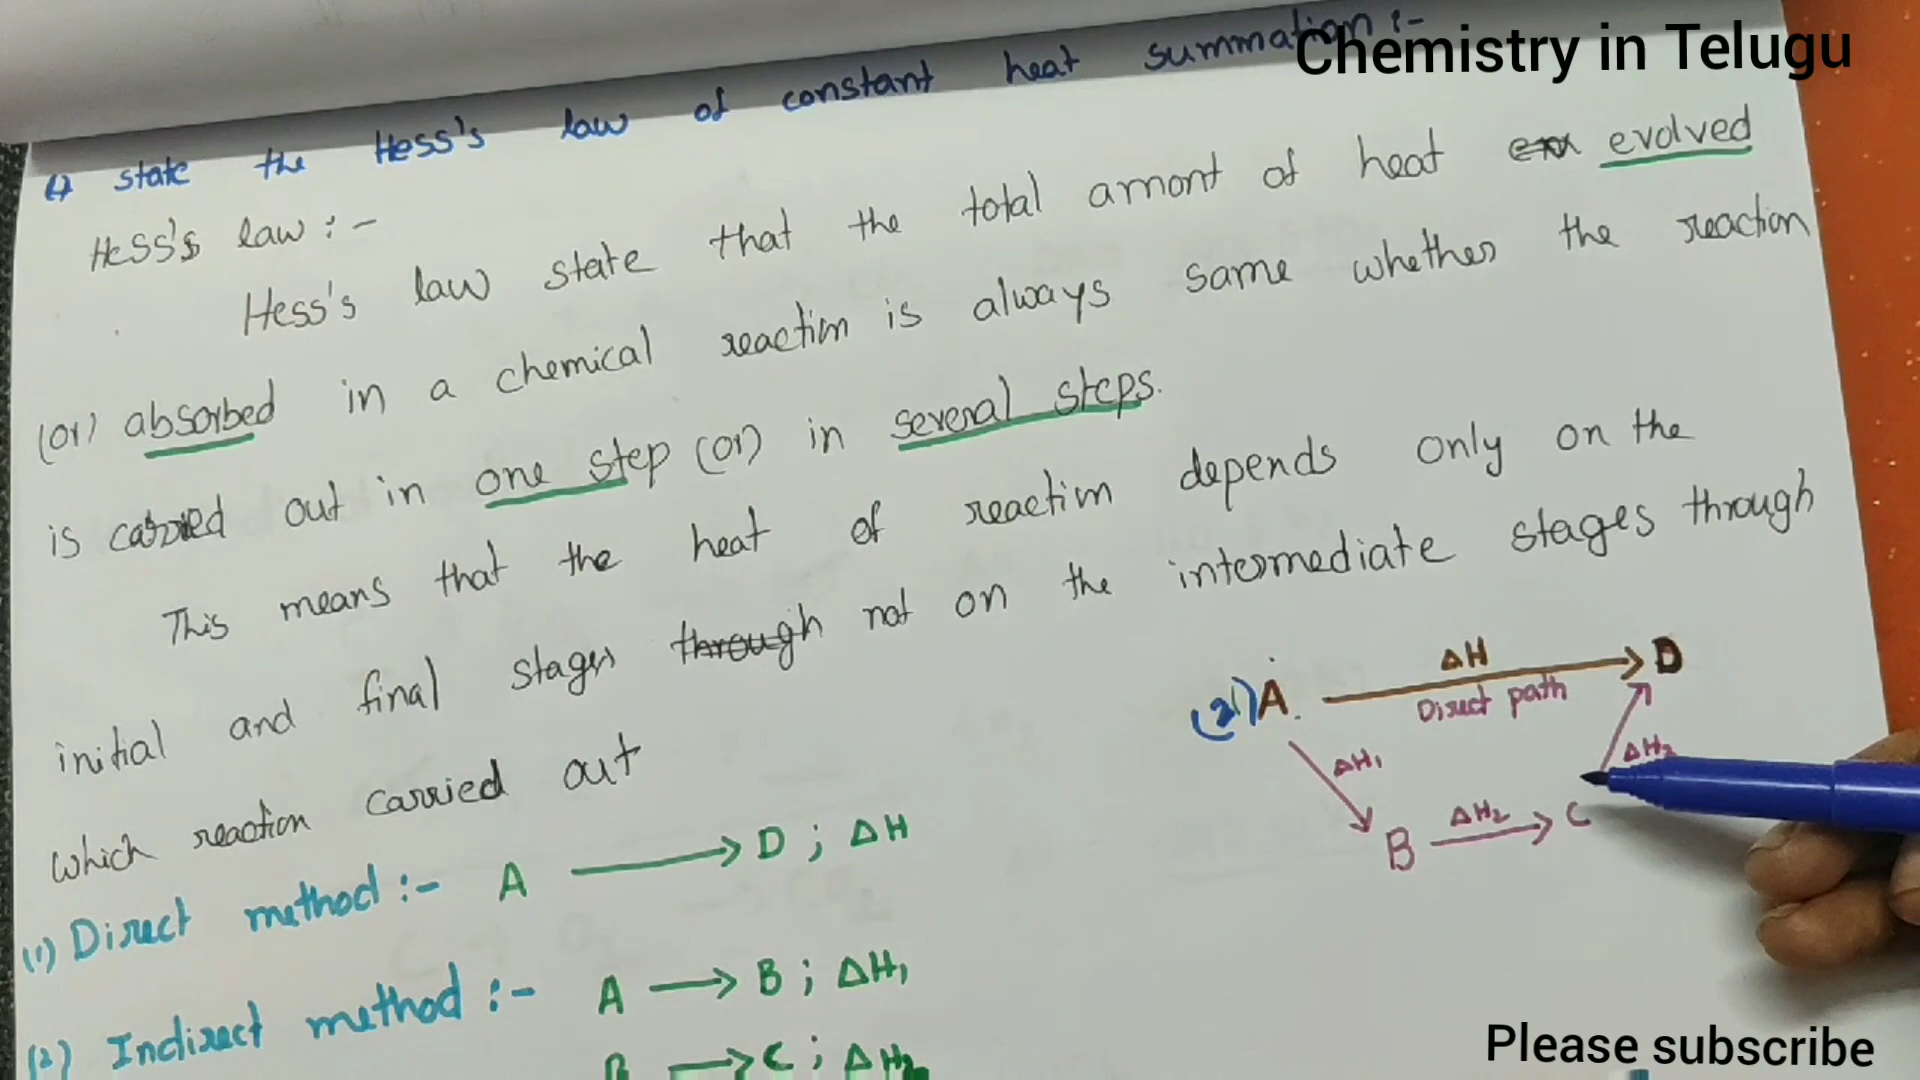 Chemistry in Telugu
state the Hess's law of constant heat summation :-
Hess's law :-
Hess's law state that the total amont of heat evolved
(or) absorbed in a chemical reaction is always same whether the reaction
is carried out in one step (or) in several steps.
This means that the heat of reaction depends only on the
initial and final stages through not on the intermediate stages through
which reaction carried out
(1) Direct method :- A → D ; ΔH
(2) Indirect method :- A → B ; ΔH₁
B → C ; ΔH₂
(2) A. ΔH D
Direct path
ΔH₁ ΔH₃
B ΔH₂ → C
Please subscribe